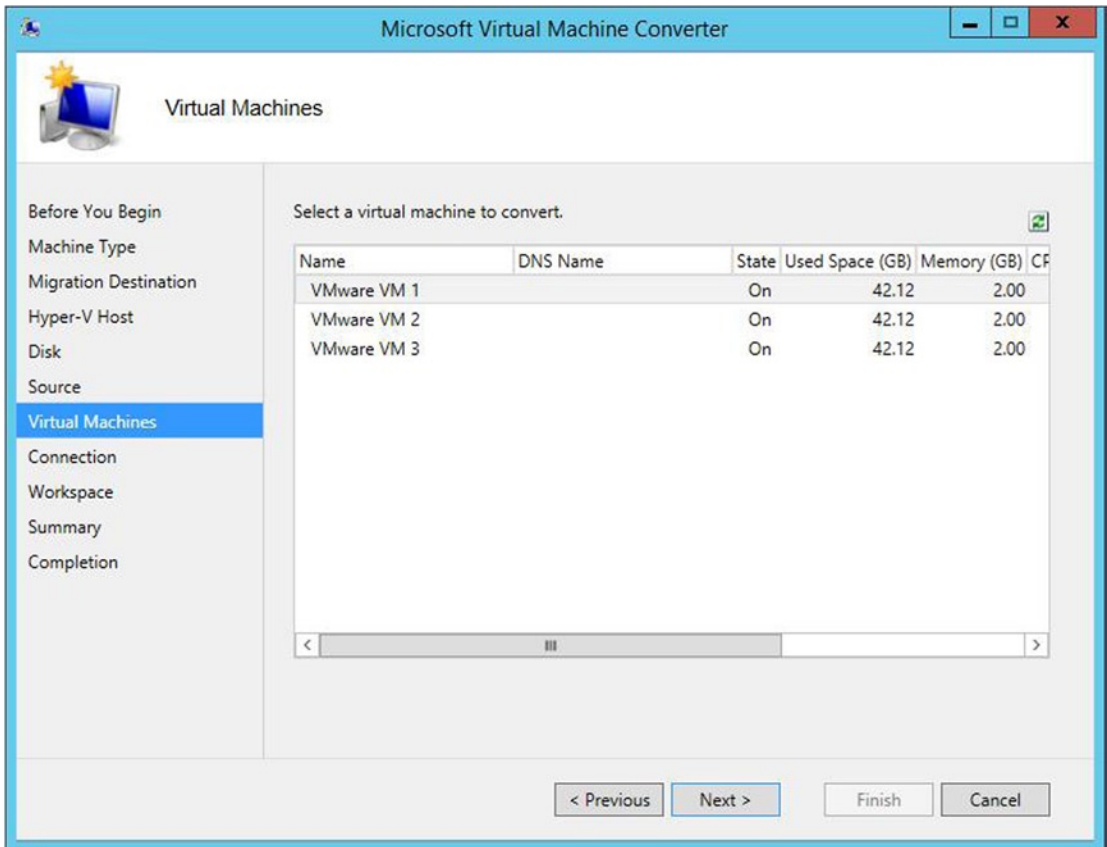 Microsoft Virtual Machine Converter
Virtual Machines
Before You Begin
Machine Type
Migration Destination
Hyper-V Host
Disk
Source
Virtual Machines
Connection
Workspace
Summary
Completion
Select a virtual machine to convert.
Name DNS Name State Used Space (GB) Memory (GB)
VMware VM 1 On 42.12 2.00
VMware VM 2 On 42.12 2.00
VMware VM 3 On 42.12 2.00
< Previous Next > Finish Cancel